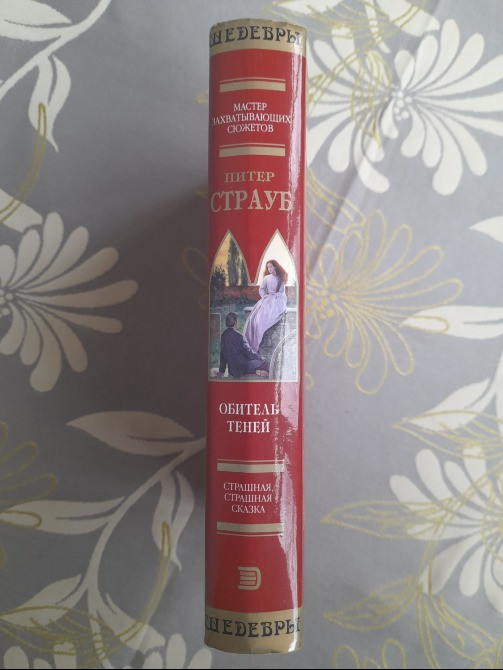 ШЕДЕВРЫ
МАСТЕР
ЗАХВАТЫВАЮЩИХ
СЮЖЕТОВ
ПИТЕР
СТРАУБ
ОБИТЕЛЬ
ТЕНЕЙ
СТРАШНАЯ,
СТРАШНАЯ
СКАЗКА
Э
ШЕДЕВРЫ